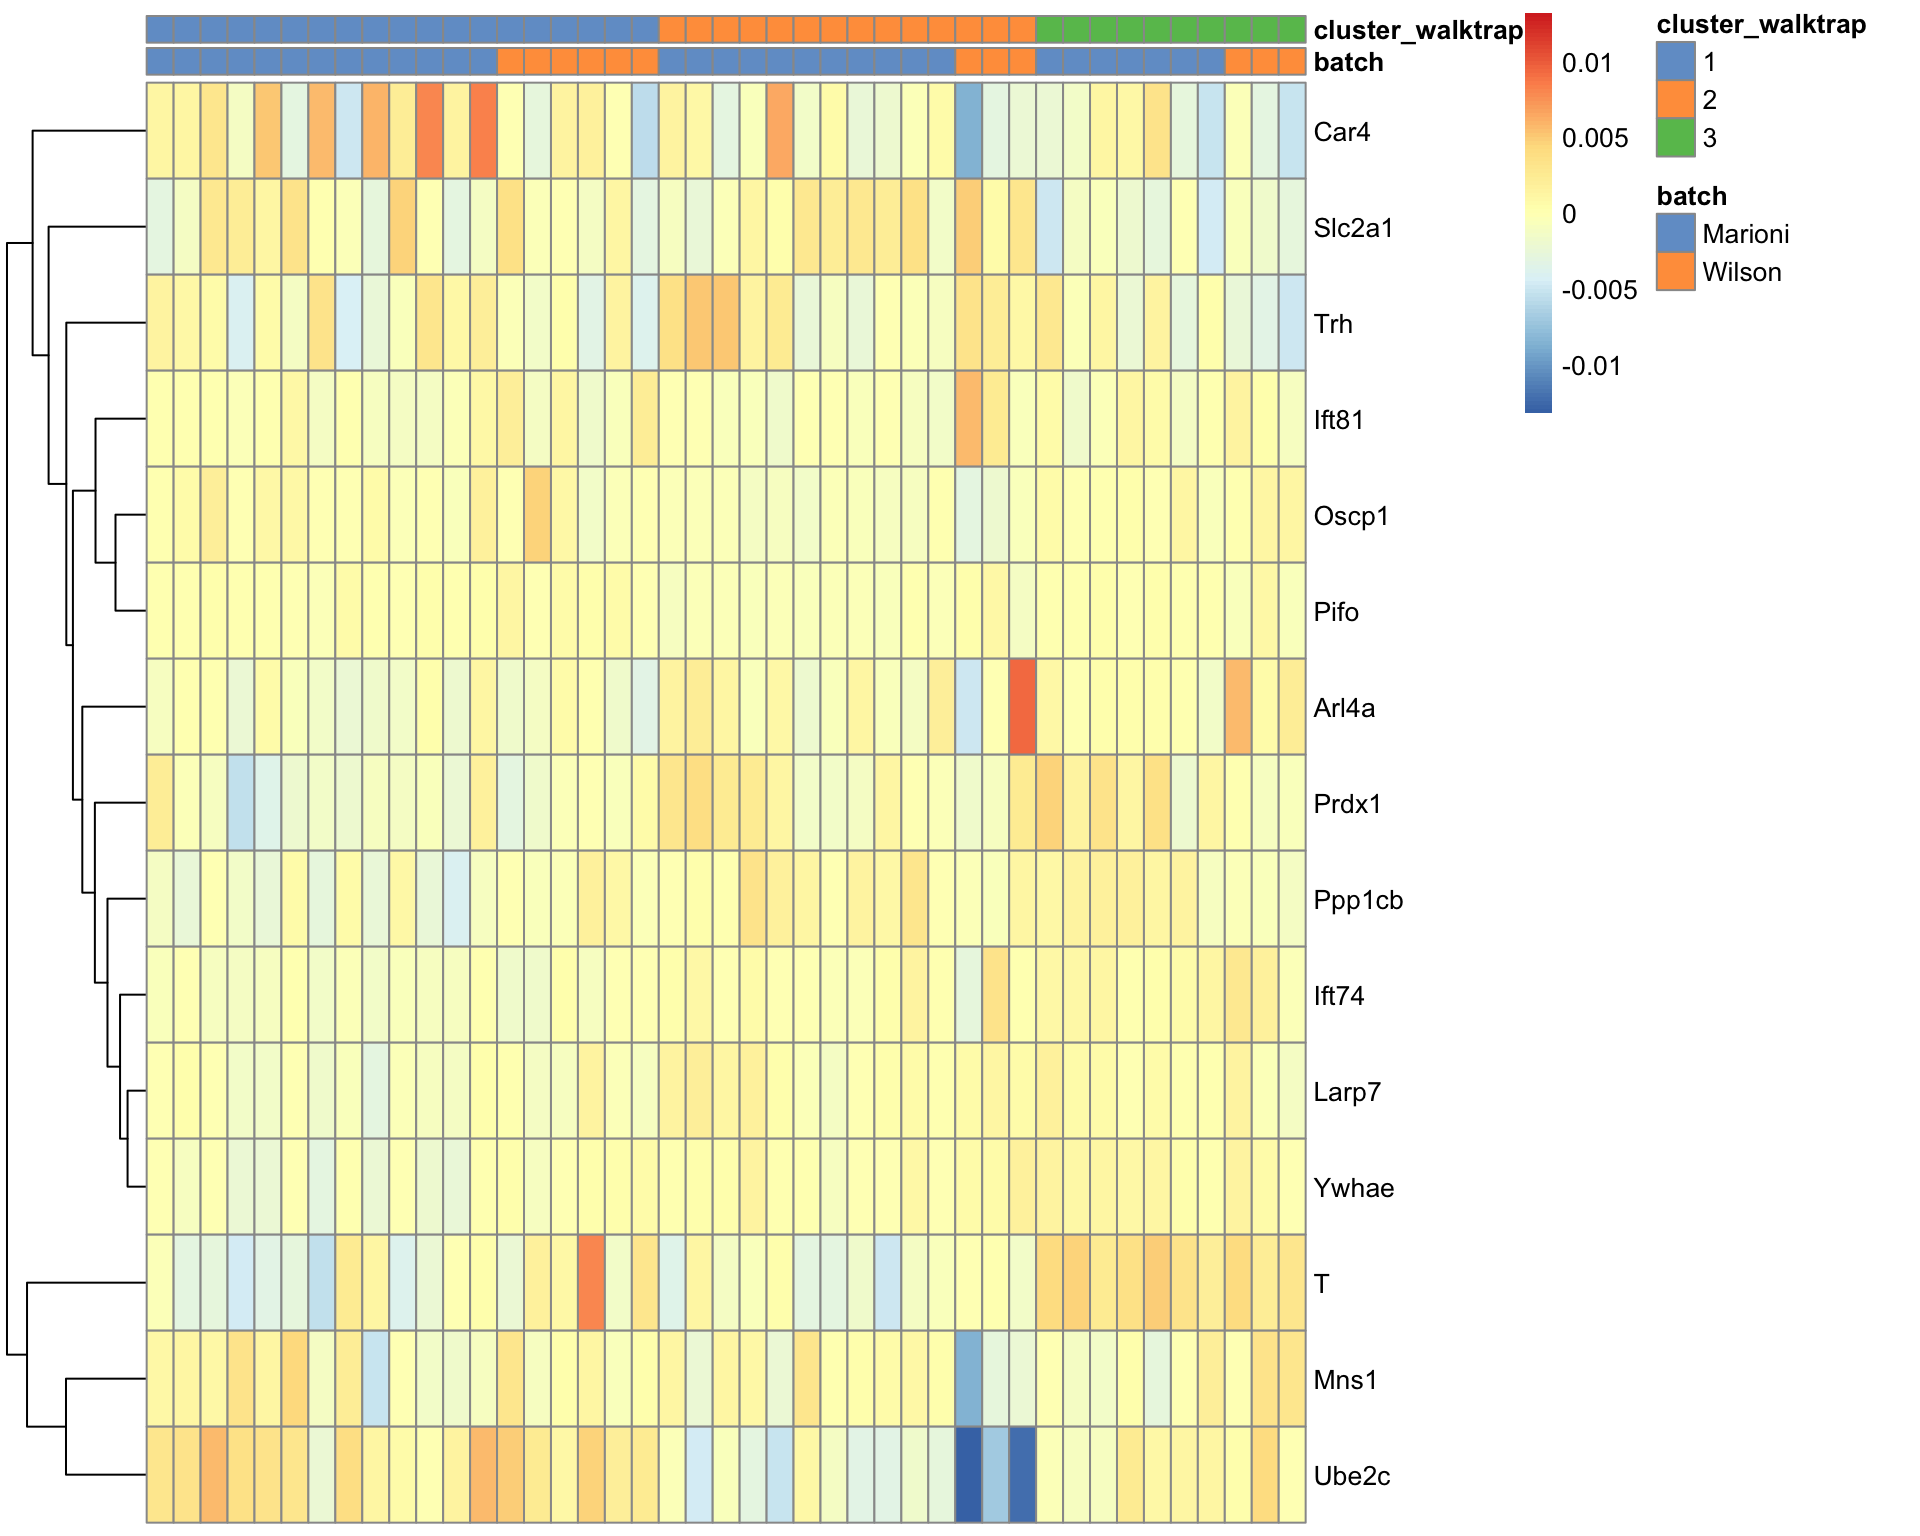 cluster_walktrap
batch
Car4
Slc2a1
Trh
Ift81
Oscp1
Pifo
Arl4a
Prdx1
Ppp1cb
Ift74
Larp7
Ywhae
T
Mns1
Ube2c
0.01
0.005
0
-0.005
-0.01
cluster_walktrap
1
2
3
batch
Marioni
Wilson